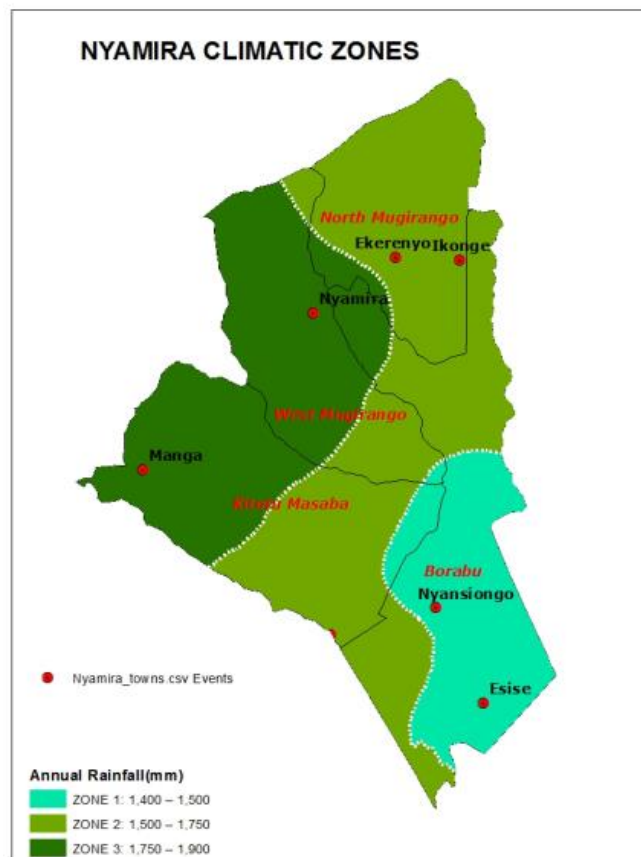 NYAMIRA CLIMATIC ZONES
North Mugirango
Ekerenyo
Ikonge
Nyamira
West Mugirango
Manga
Kitutu Masaba
Borabu
Nyansiongo
Nyamira_towns.csv Events
Esise
Annual Rainfall(mm)
ZONE 1: 1,400 – 1,500
ZONE 2: 1,500 – 1,750
ZONE 3: 1,750 – 1,900